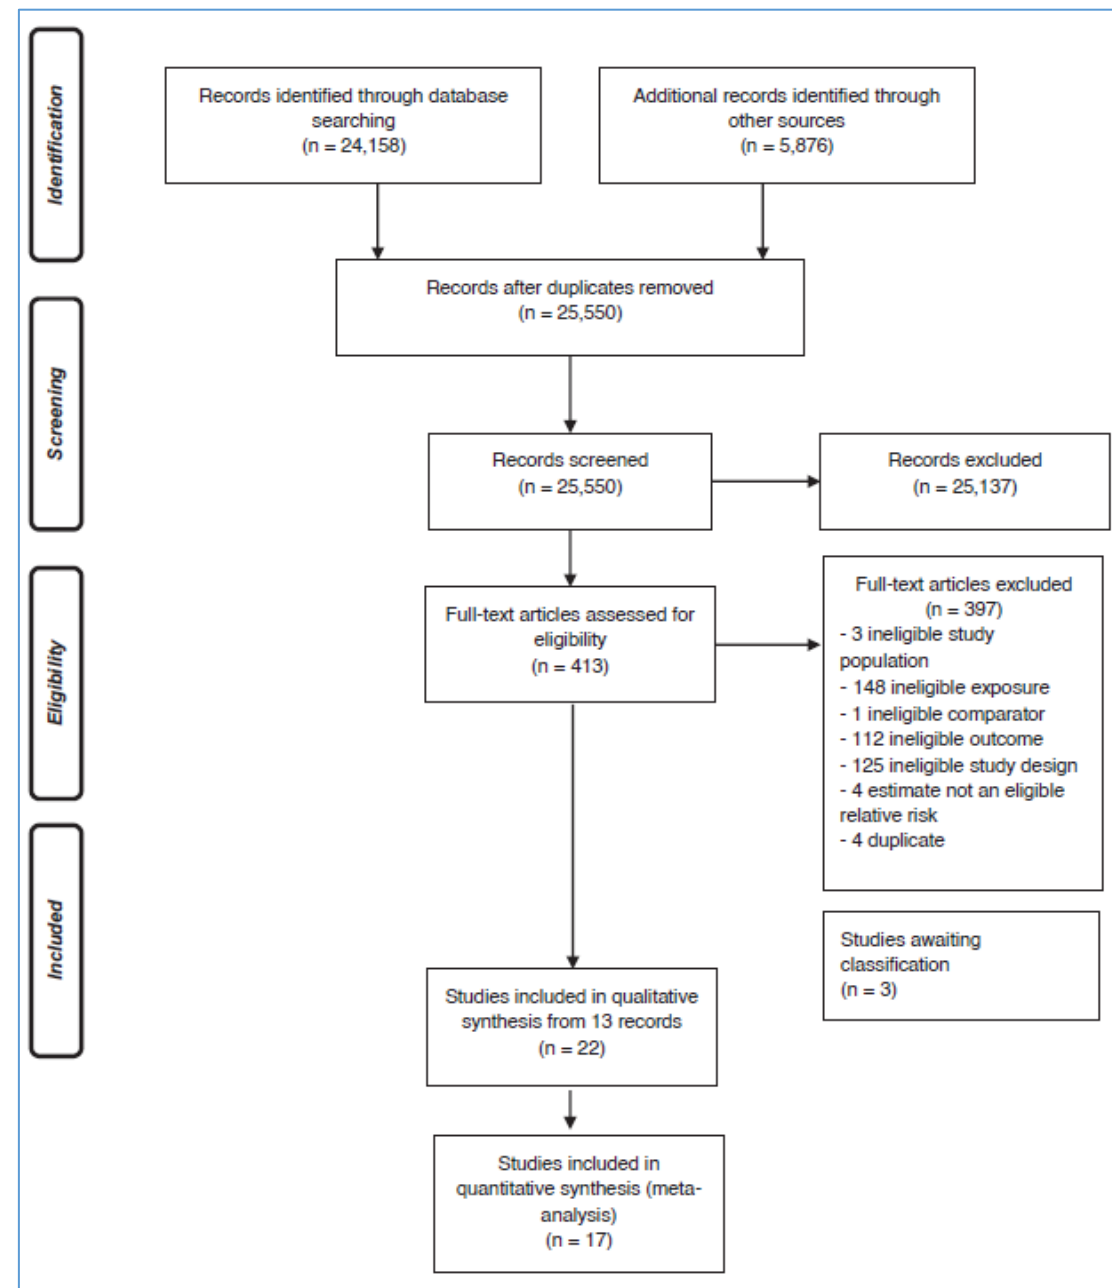 Identification
Records identified through database
searching
(n = 24,158)
Additional records identified through
other sources
(n = 5,876)
Records after duplicates removed
(n = 25,550)
Screening
Records screened
(n = 25,550)
Records excluded
(n = 25,137)
Eligibility
Full-text articles assessed for
eligibility
(n = 413)
Full-text articles excluded
(n = 397)
- 3 ineligible study
population
- 148 ineligible exposure
- 1 ineligible comparator
- 112 ineligible outcome
- 125 ineligible study design
- 4 estimate not an eligible
relative risk
- 4 duplicate
Included
Studies awaiting
classification
(n = 3)
Studies included in qualitative
synthesis from 13 records
(n = 22)
Studies included in
quantitative synthesis (meta-
analysis)
(n = 17)